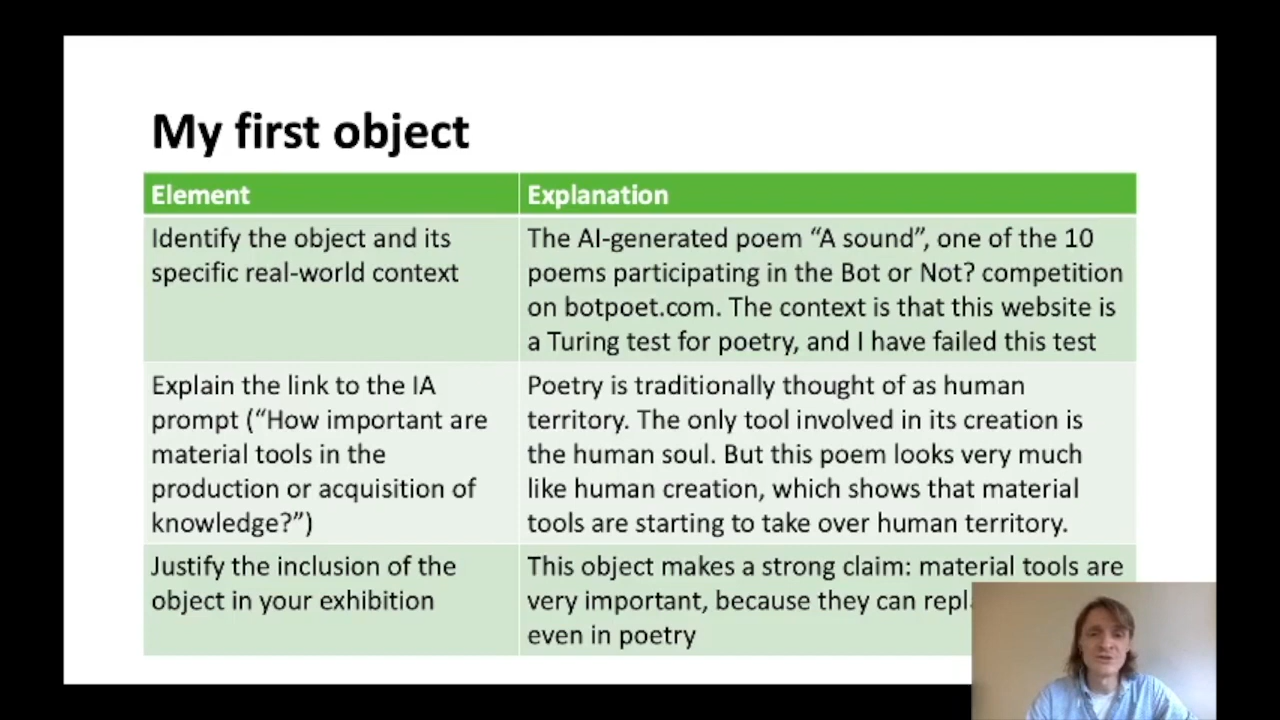 My first object
Element
Explanation
Identify the object and its
specific real-world context
The AI-generated poem “A sound”, one of the 10
poems participating in the Bot or Not? competition
on botpoet.com. The context is that this website is
a Turing test for poetry, and I have failed this test
Explain the link to the IA
prompt (“How important are
material tools in the
production or acquisition of
knowledge?”)
Poetry is traditionally thought of as human
territory. The only tool involved in its creation is
the human soul. But this poem looks very much
like human creation, which shows that material
tools are starting to take over human territory.
Justify the inclusion of the
object in your exhibition
This object makes a strong claim: material tools are
very important, because they can
even in poetry